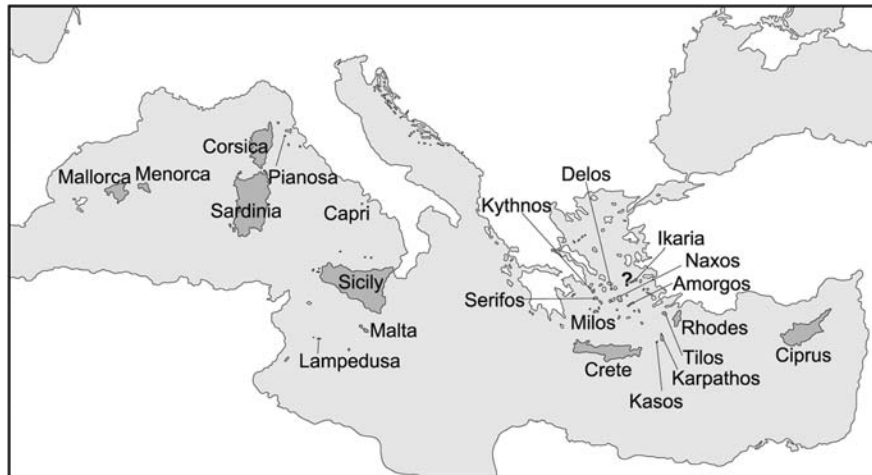 Corsica
Mallorca
Menorca
Pianosa
Sardinia
Capri
Sicily
Malta
Lampedusa
Delos
Kythnos
Ikaria
?
Naxos
Amorgos
Serifos
Milos
Rhodes
Crete
Tilos
Ciprus
Karpathos
Kasos